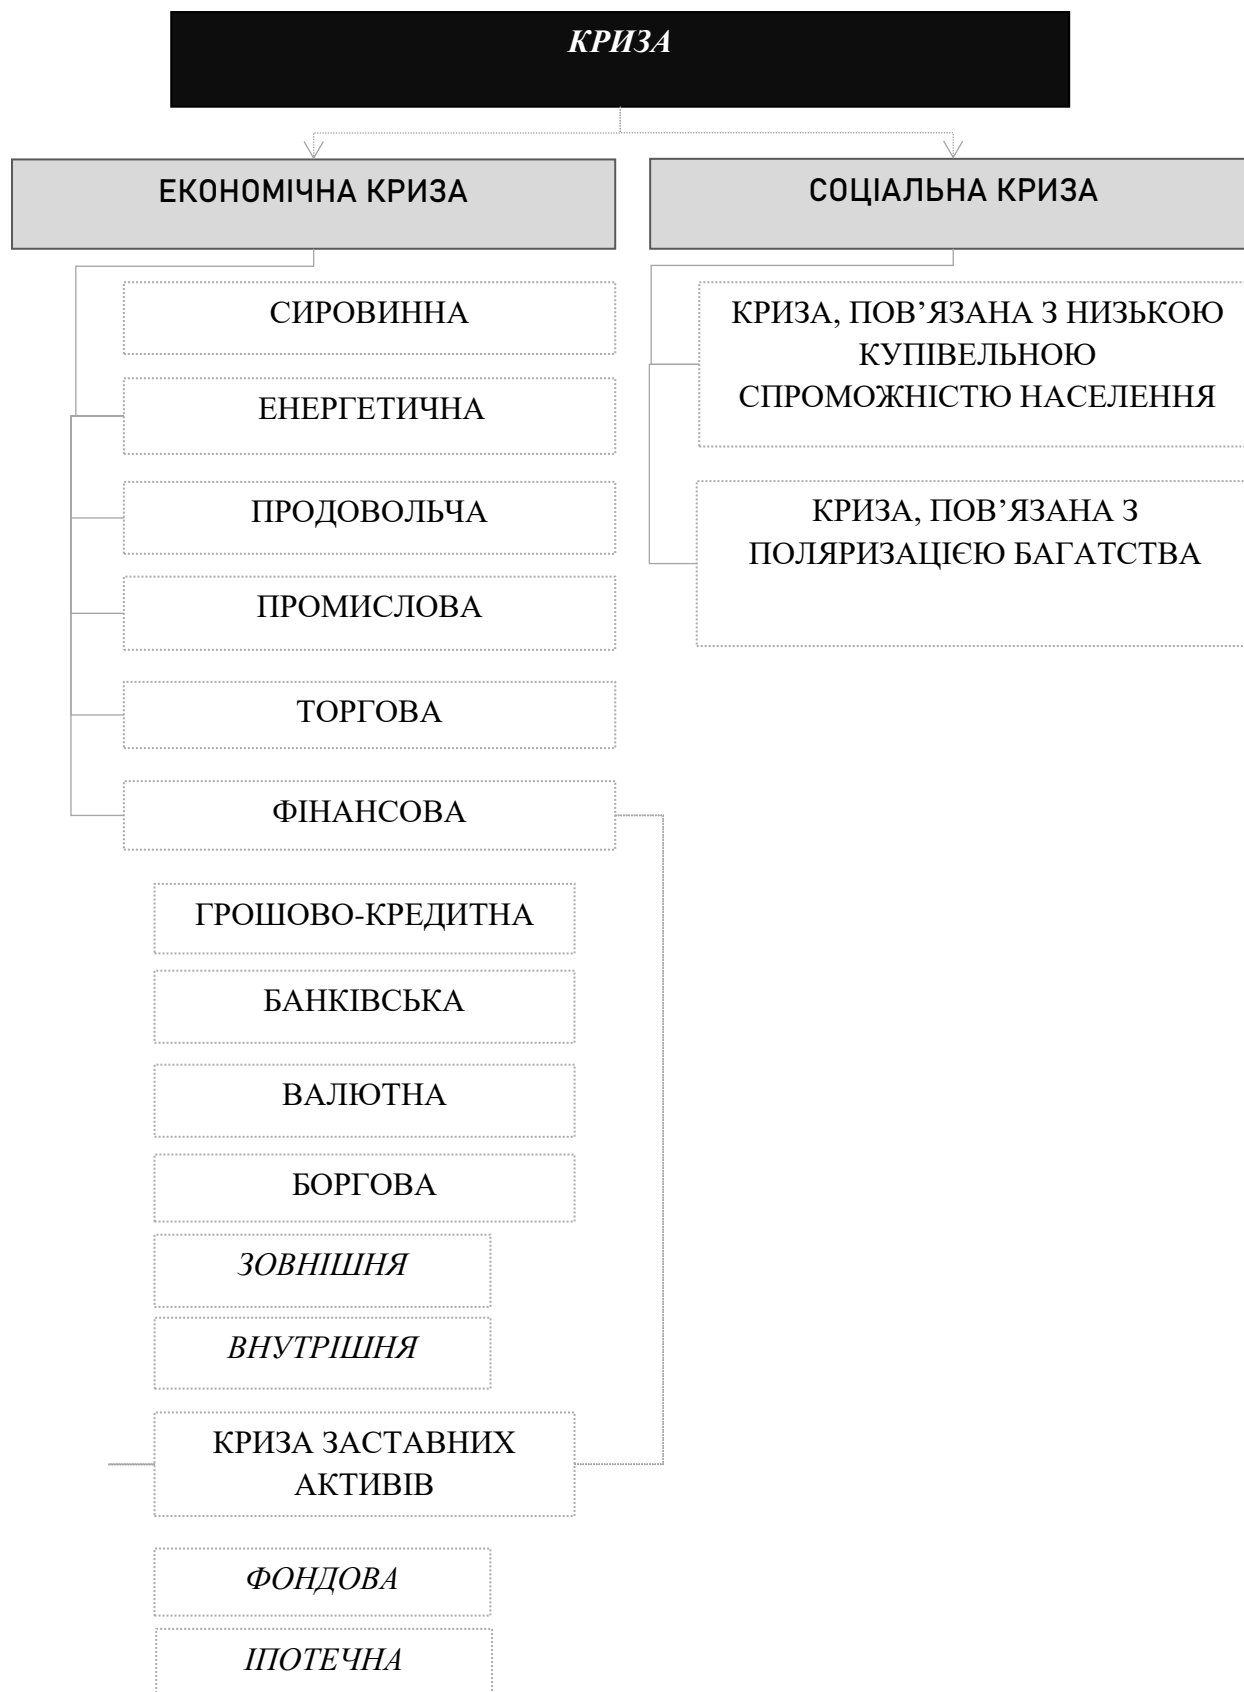 КРИЗА
ЕКОНОМІЧНА КРИЗА
СОЦІАЛЬНА КРИЗА
СИРОВИННА
ЕНЕРГЕТИЧНА
ПРОДОВОЛЬЧА
ПРОМИСЛОВА
ТОРГОВА
ФІНАНСОВА
ГРОШОВО-КРЕДИТНА
БАНКІВСЬКА
ВАЛЮТНА
БОРГОВА
ЗОВНІШНЯ
ВНУТРІШНЯ
КРИЗА ЗАСТАВНИХ
АКТИВІВ
ФОНДОВА
ІПОТЕЧНА
КРИЗА, ПОВ’ЯЗАНА З НИЗЬКОЮ
КУПІВЕЛЬНОЮ
СПРОМОЖНІСТЮ НАСЕЛЕННЯ
КРИЗА, ПОВ’ЯЗАНА З
ПОЛЯРИЗАЦІЄЮ БАГАТСТВА